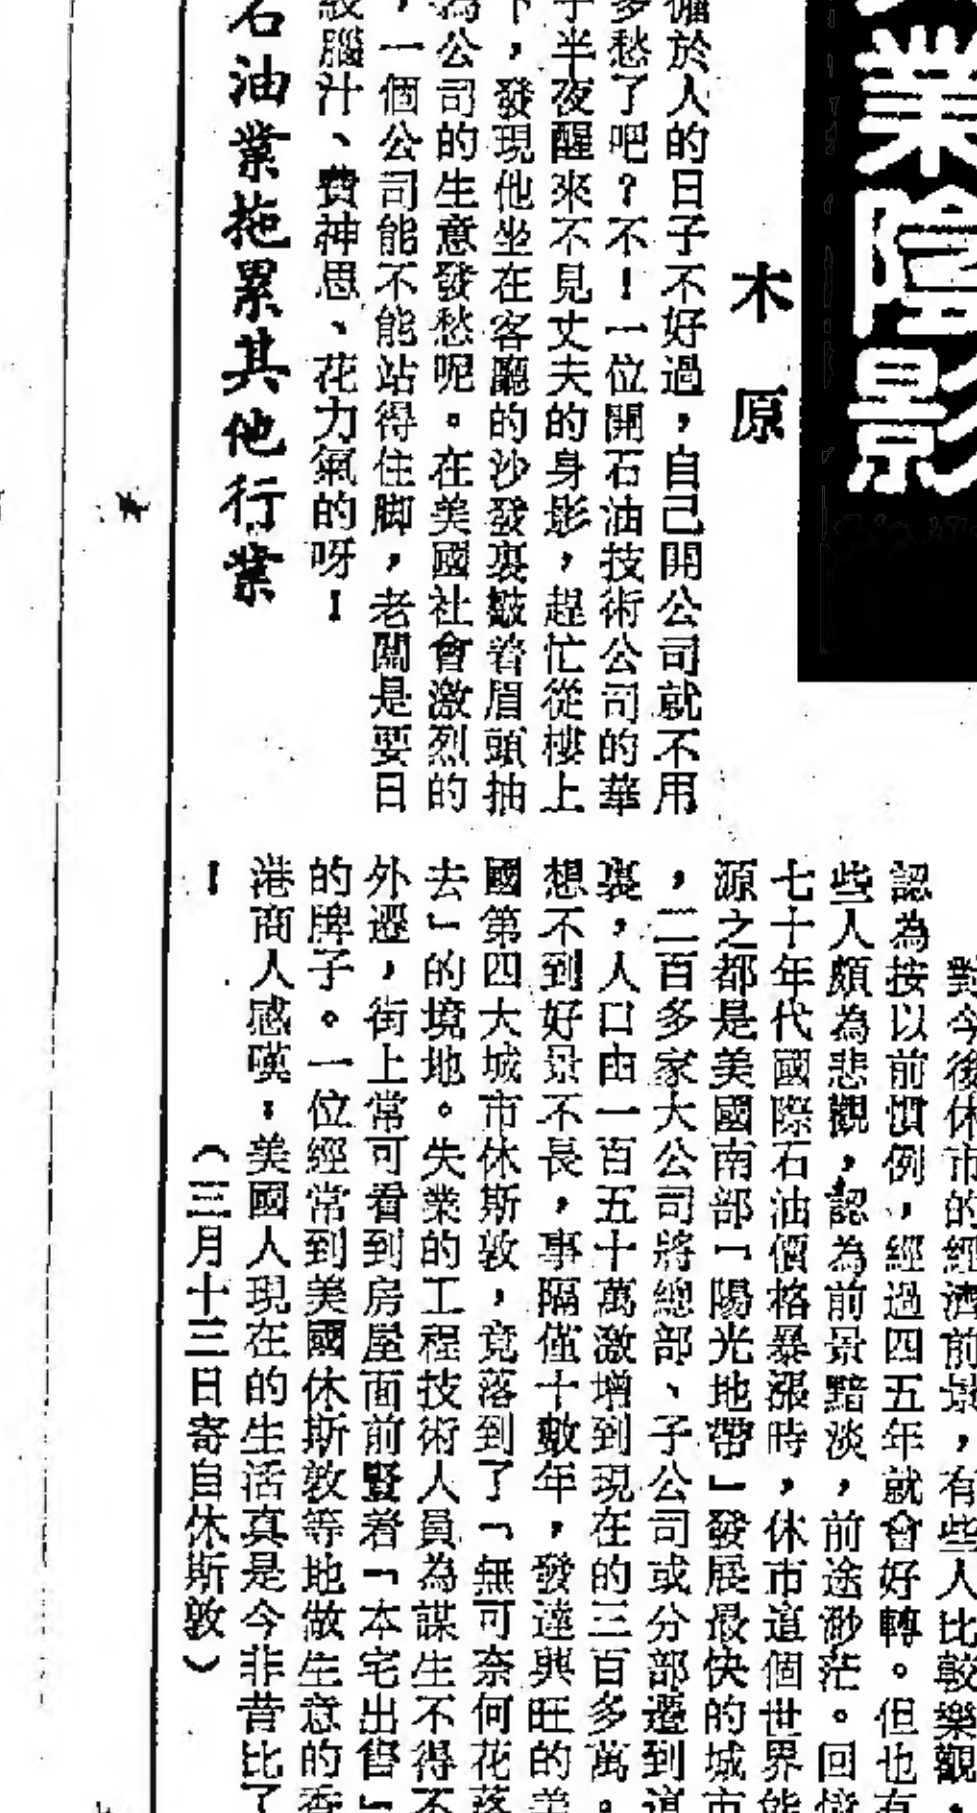 業陰影
木原
傭於人的日子不好過，自己開公司就不用
多愁了吧？不！一位開石油技術公司的華
半夜醒來不見丈夫的身影，趕忙從樓上
下，發現他坐在客廳的沙發裏皺着眉頭抽
為公司的生意發愁呢。在美國社會激烈的
，一個公司能不能站得住脚，老闆是要日
腦汁、費神思、花力氣的呀！
石油業拖累其他行業
對今後休市的經濟前景，有些人比較樂觀，
認為按以前慣例，經過四五年就會好轉。但也有
些人頗為悲觀，認為前景黯淡，前途渺茫。回憶
七十年代國際石油價格暴漲時，休市這個世界能
源之都是美國南部「陽光地帶」發展最快的城市
，二百多家大公司將總部、子公司或分部遷到這
裏，人口由一百五十萬激增到現在的三百多萬。
想不到好景不長，事隔僅十數年，發達興旺的美
國第四大城市休斯敦，竟落到了「無可奈何花落
去」的境地。失業的工程技術人員為謀生不得不
外遷，街上常可看到房屋面前豎着「本宅出售」
的牌子。一位經常到美國休斯敦等地做生意的香
港商人感嘆：美國人現在的生活真是今非昔比了
！
（三月十三日寄自休斯敦）